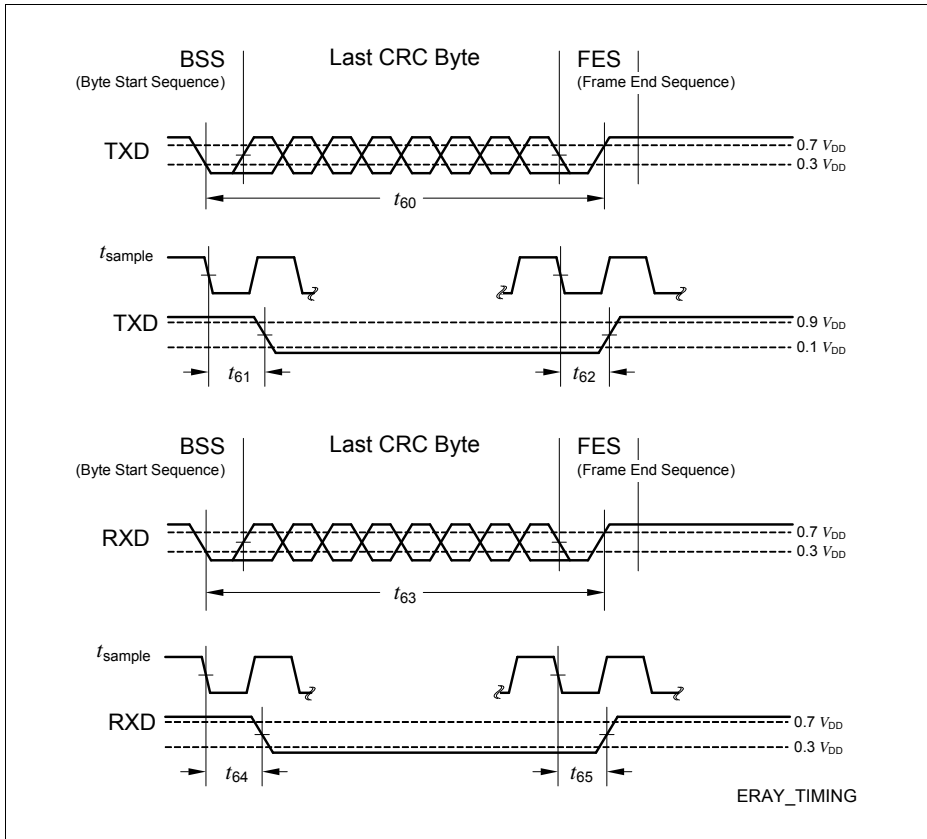 BSS Last CRC Byte FES
(Byte Start Sequence) (Frame End Sequence)
TXD
0.7 VDD
0.3 VDD
t60
tsample
TXD
0.9 VDD
0.1 VDD
t61 t62
BSS Last CRC Byte FES
(Byte Start Sequence) (Frame End Sequence)
RXD
0.7 VDD
0.3 VDD
t63
tsample
RXD
0.7 VDD
0.3 VDD
t64 t65
ERAY_TIMING